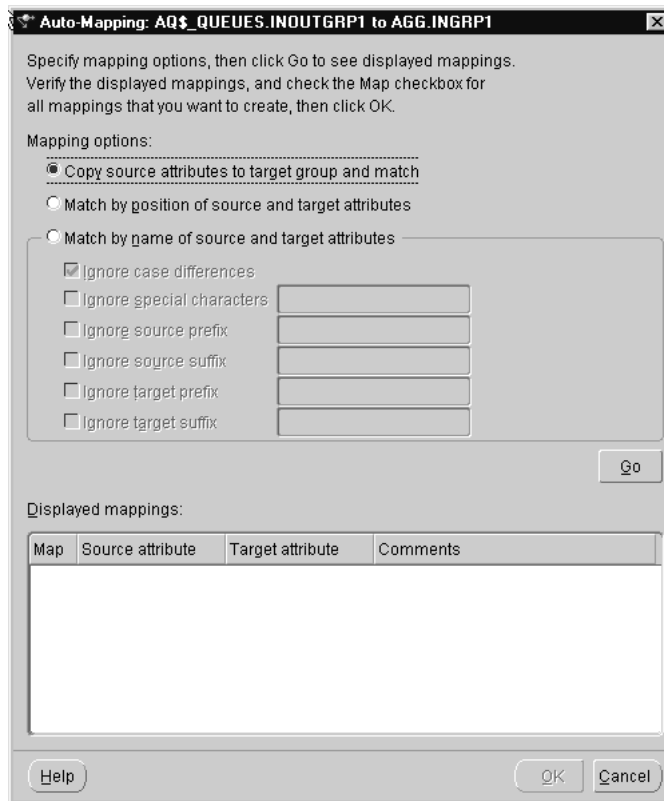 Auto-Mapping: AQ$_QUEUES.INOUTGRP1 to AGG.INGRP1
Specify mapping options, then click Go to see displayed mappings.
Verify the displayed mappings, and check the Map checkbox for
all mappings that you want to create, then click OK.
Mapping options:
Copy source attributes to target group and match
Match by position of source and target attributes
Match by name of source and target attributes
Ignore case differences
Ignore special characters
Ignore source prefix
Ignore source suffix
Ignore target prefix
Ignore target suffix
Go
Displayed mappings:
Map Source attribute Target attribute Comments
Help OK Cancel